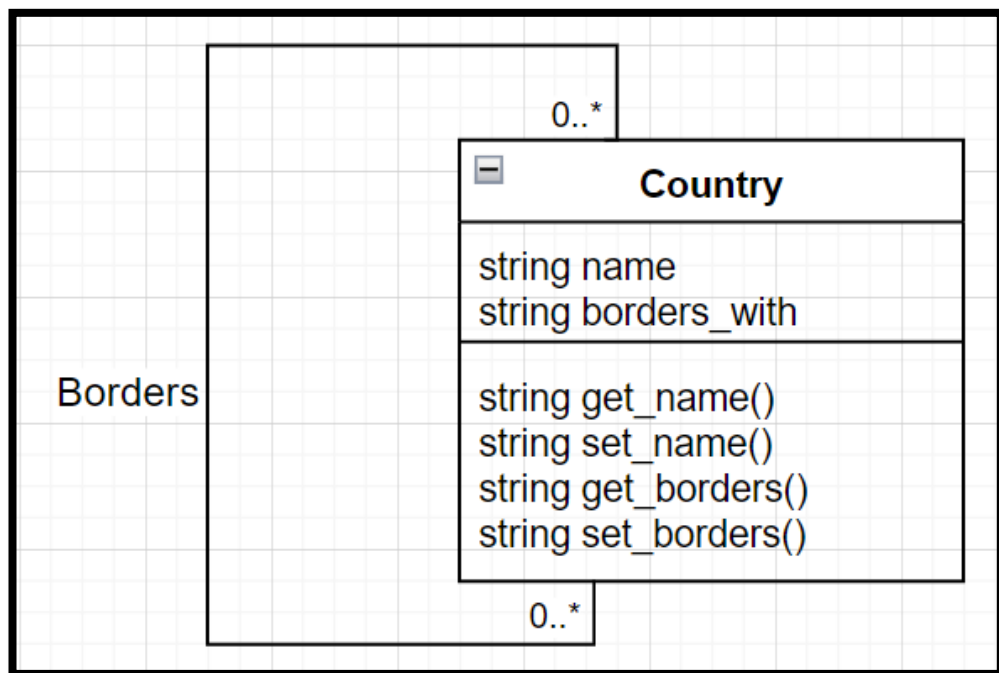 0..*
Country
string name
string borders_with
Borders
string get_name()
string set_name()
string get_borders()
string set_borders()
0..*